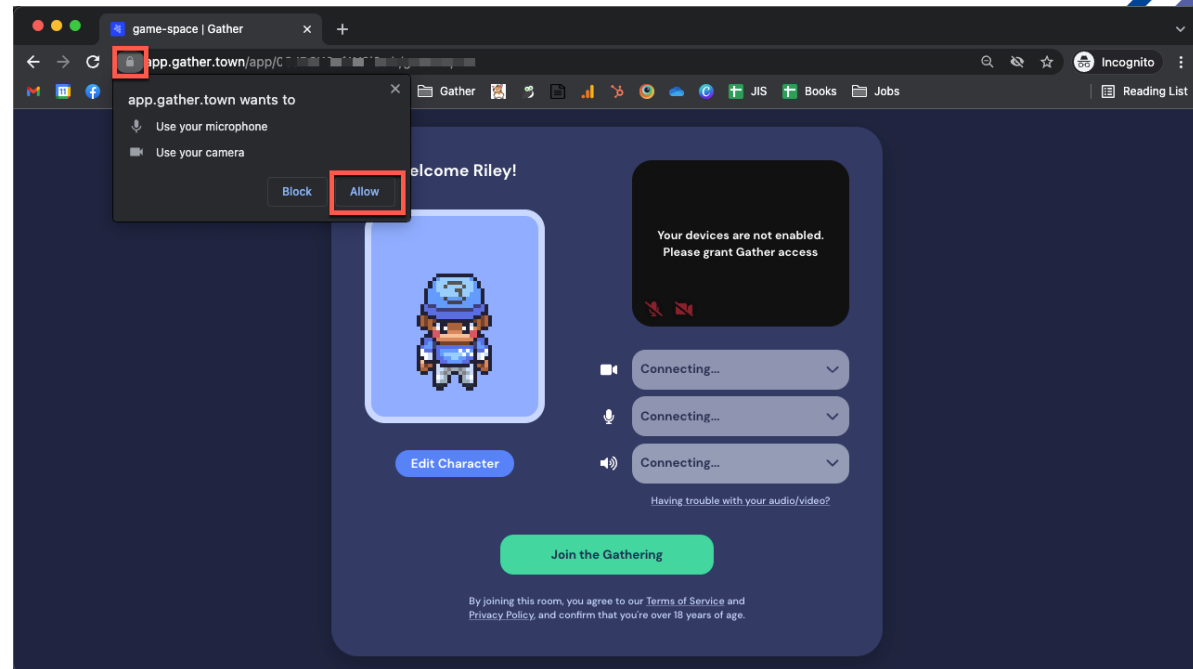 game-space | Gather
app.gather.town/app/
Incognito
Gather
JIS
Books
Jobs
Reading List
app.gather.town wants to
Use your microphone
Use your camera
Block
Allow
elcome Riley!
Your devices are not enabled.
Please grant Gather access
Connecting...
Connecting...
Connecting...
Edit Character
Having trouble with your audio/video?
Join the Gathering
By joining this room, you agree to our Terms of Service and
Privacy Policy, and confirm that you're over 18 years of age.